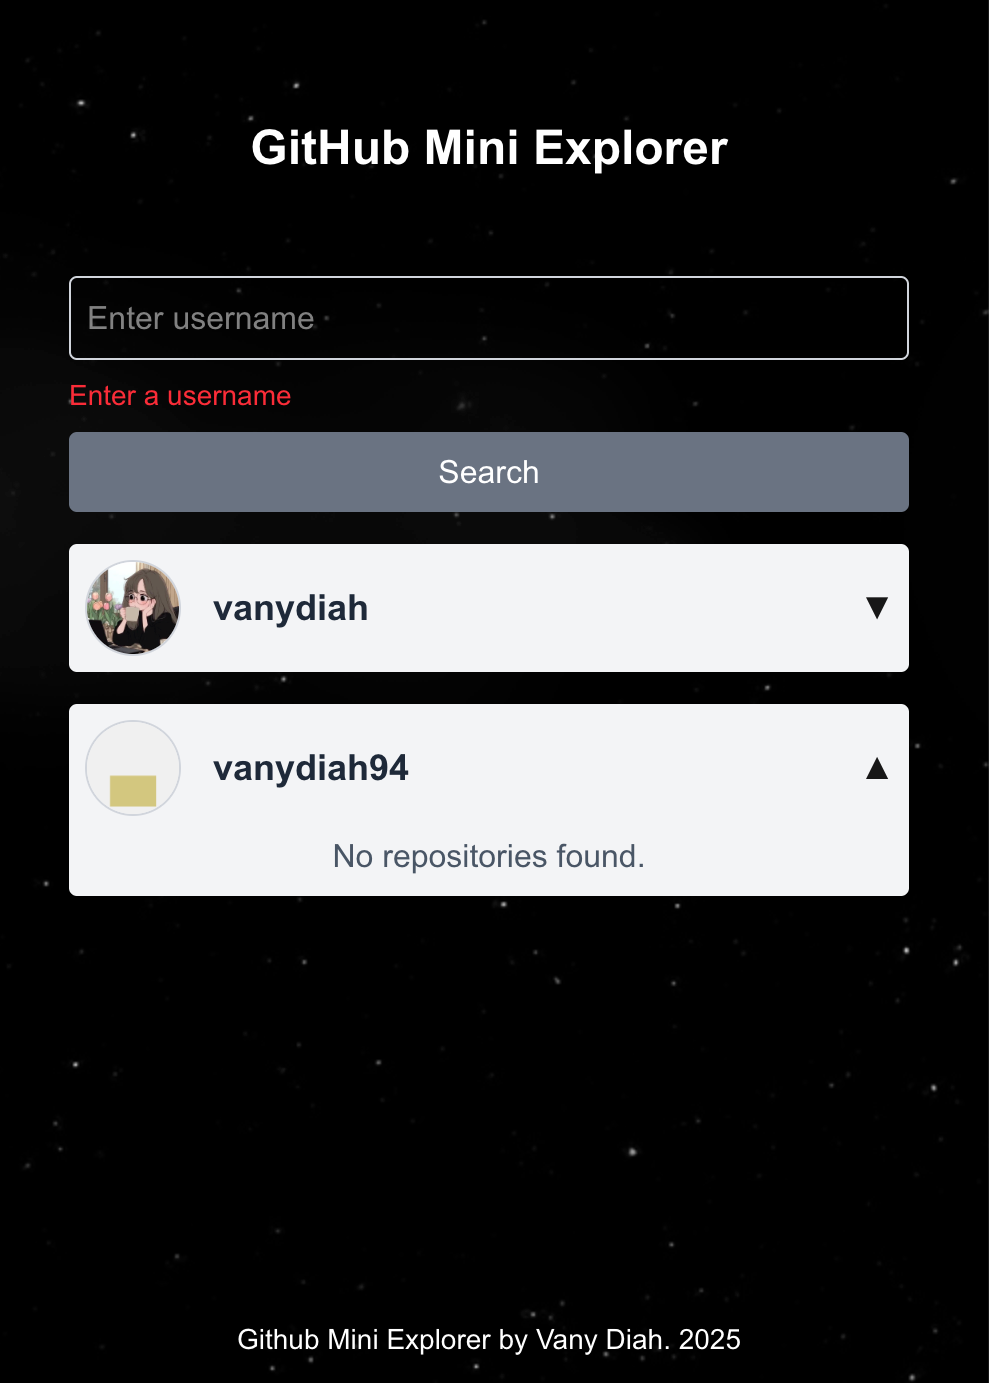 GitHub Mini Explorer
Enter username
Enter a username
Search
vanydiah
▼
vanydiah94
▲
No repositories found.
Github Mini Explorer by Vany Diah. 2025